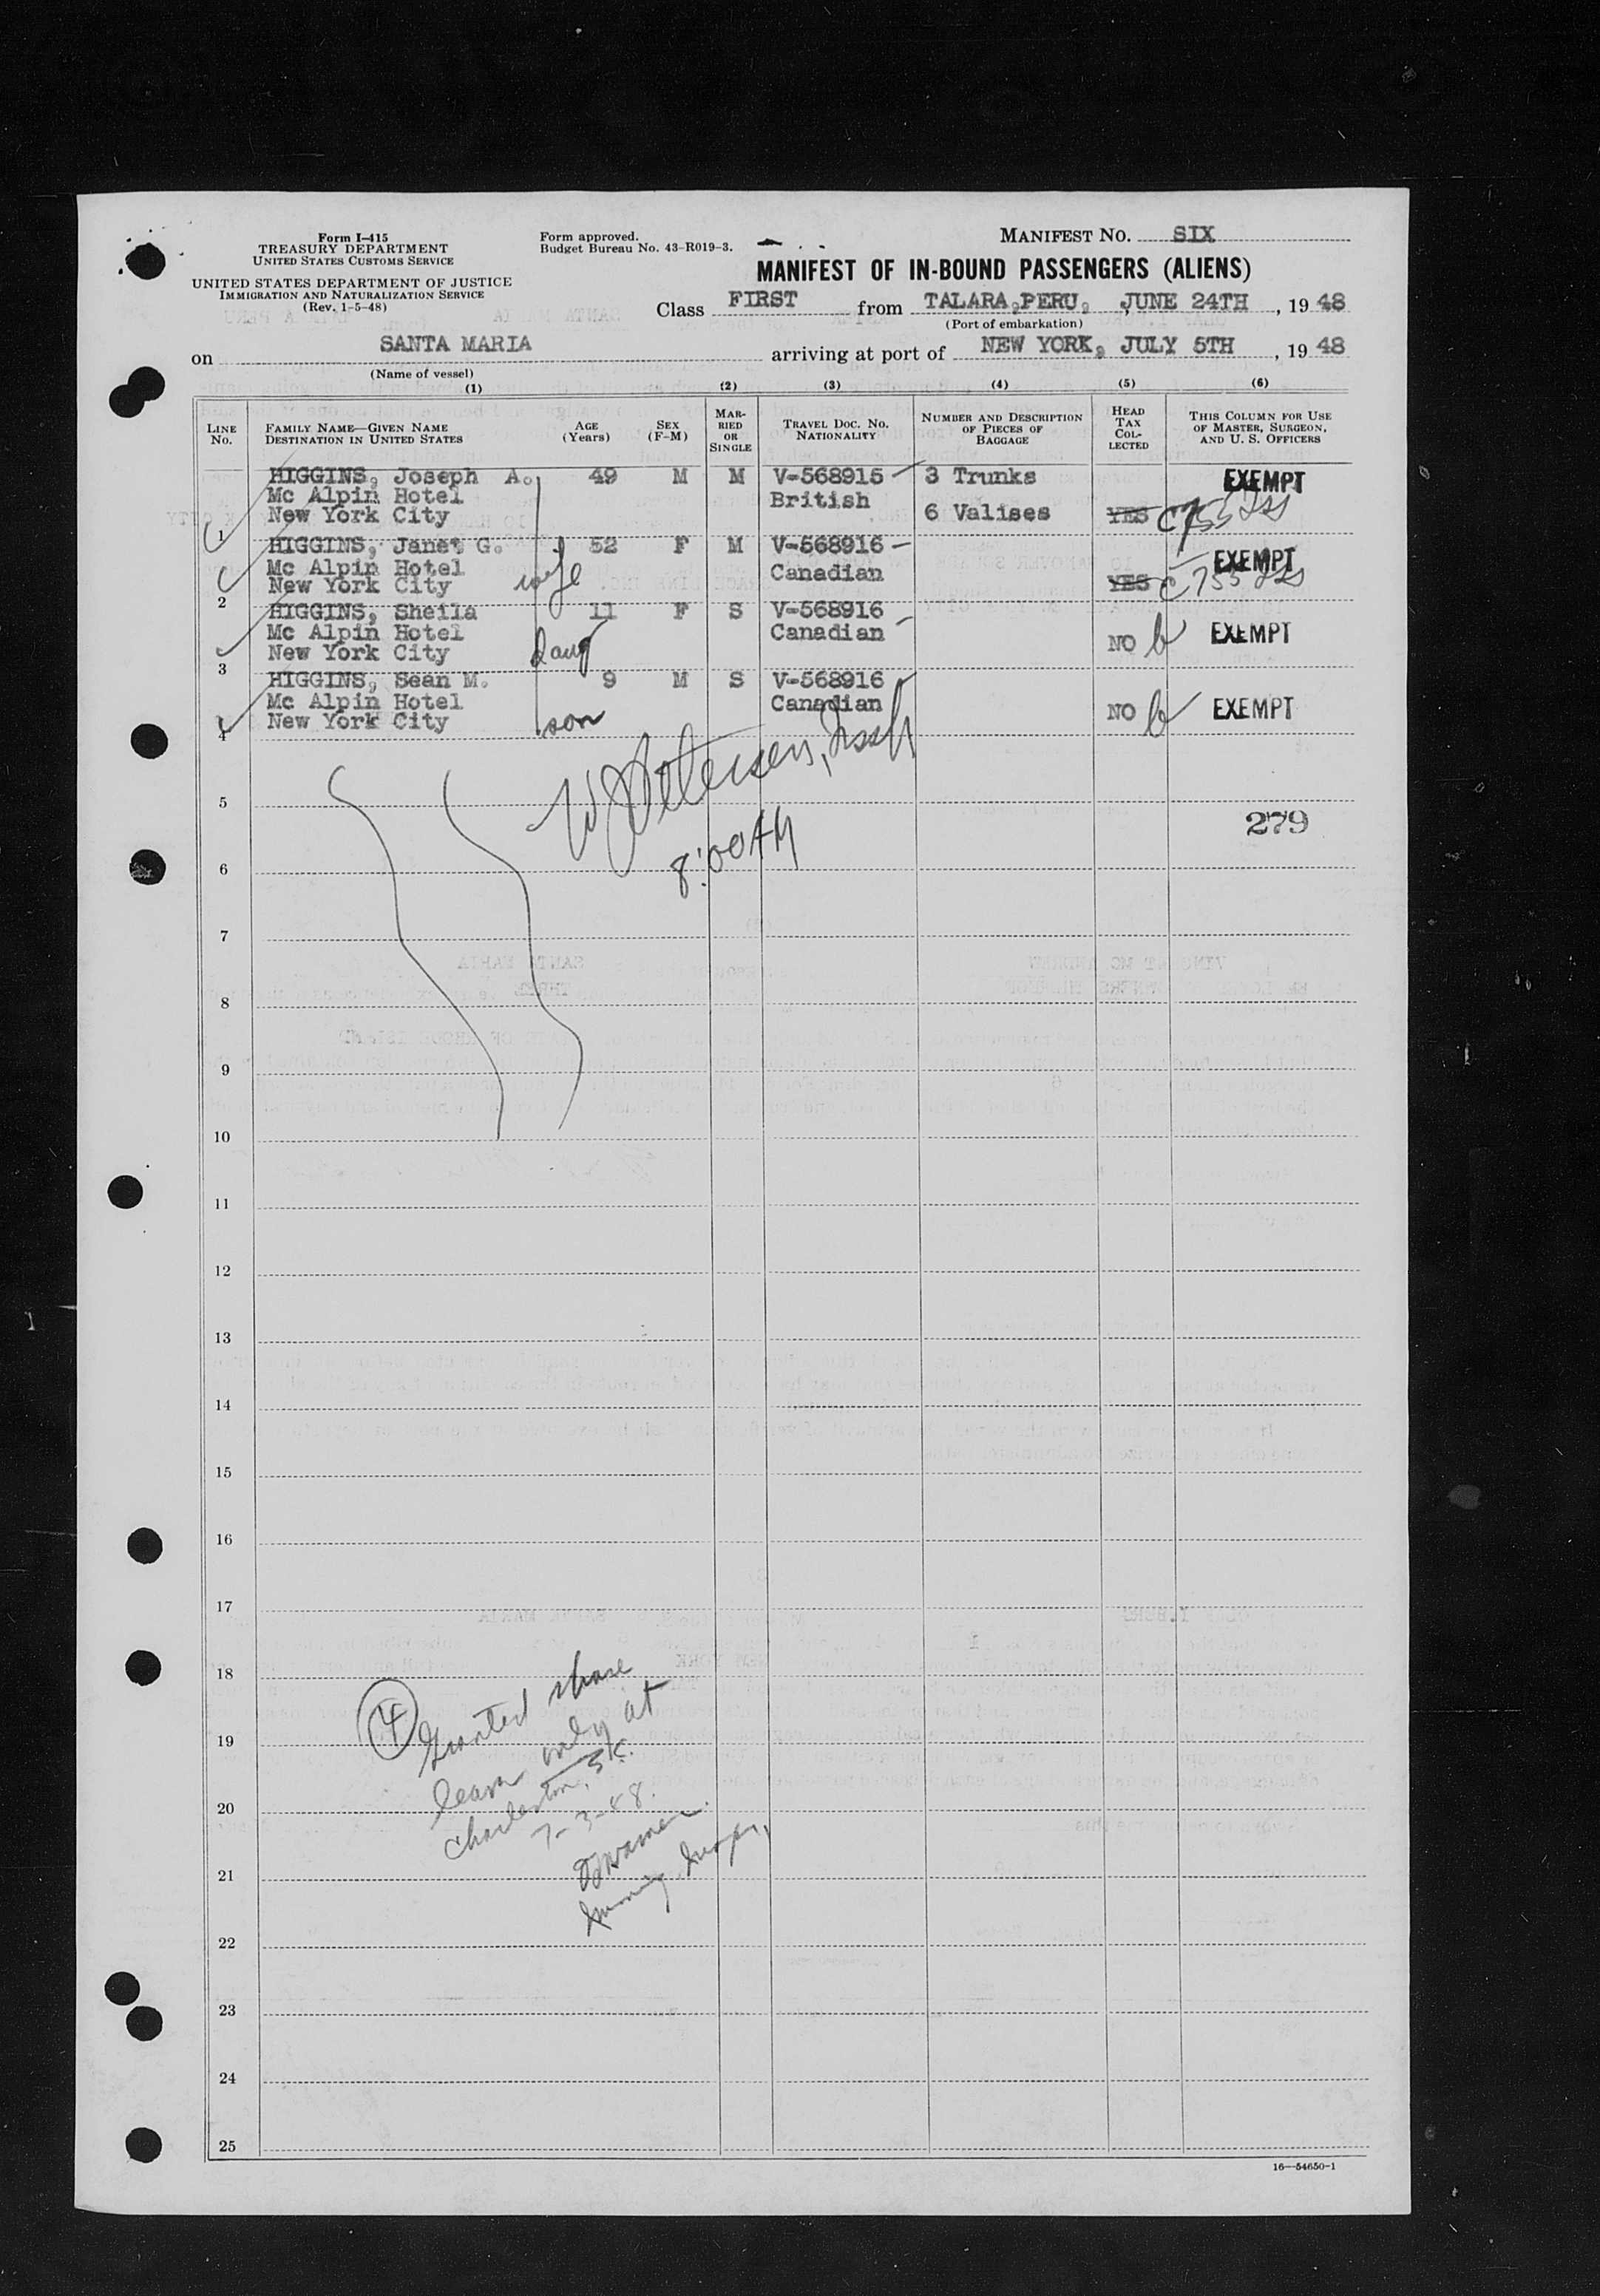 Form I-415
TREASURY DEPARTMENT
UNITED STATES CUSTOMS SERVICE
UNITED STATES DEPARTMENT OF JUSTICE
IMMIGRATION AND NATURALIZATION SERVICE
(Rev. 1-5-48)
Form approved.
Budget Bureau No. 43-R019-3.
MANIFEST NO. SIX
MANIFEST OF IN-BOUND PASSENGERS (ALIENS)
Class FIRST from TALARA, PERU, JUNE 24TH, 1948
(Port of embarkation)
on SANTA MARIA arriving at port of NEW YORK, JULY 5TH, 1948
(Name of vessel)
(1) (2) (3) (4) (5) (6)
LINE No.
FAMILY NAME—GIVEN NAME
DESTINATION IN UNITED STATES
AGE (Years)
SEX (F-M)
MARRIED OR SINGLE
TRAVEL DOC. NO.
NATIONALITY
NUMBER AND DESCRIPTION OF PIECES OF BAGGAGE
HEAD TAX COLLECTED
THIS COLUMN FOR USE OF MASTER, SURGEON, AND U. S. OFFICERS
HIGGINS, Joseph A. 49 M M V-568915 3 Trunks EXEMPT
Mc Alpin Hotel British
New York City 6 Valises YES C 755
1
HIGGINS, Janet G. 52 F M V-568916 EXEMPT
Mc Alpin Hotel wife Canadian
New York City YES C 755
2
HIGGINS, Sheila 11 F S V-568916
Mc Alpin Hotel Canadian NO b EXEMPT
New York City daug
3
HIGGINS, Sean M. 9 M S V-568916
Mc Alpin Hotel Canadian NO b EXEMPT
New York City son
4
W J Petersen, Inssp
8:00 AM
279
5
6
7
8
9
10
11
12
13
14
15
16
17
18
19
20
21
22
23
24
25
4
Granted shore
leave only at
Charleston, S.C.
7-3-48.
16—54650-1